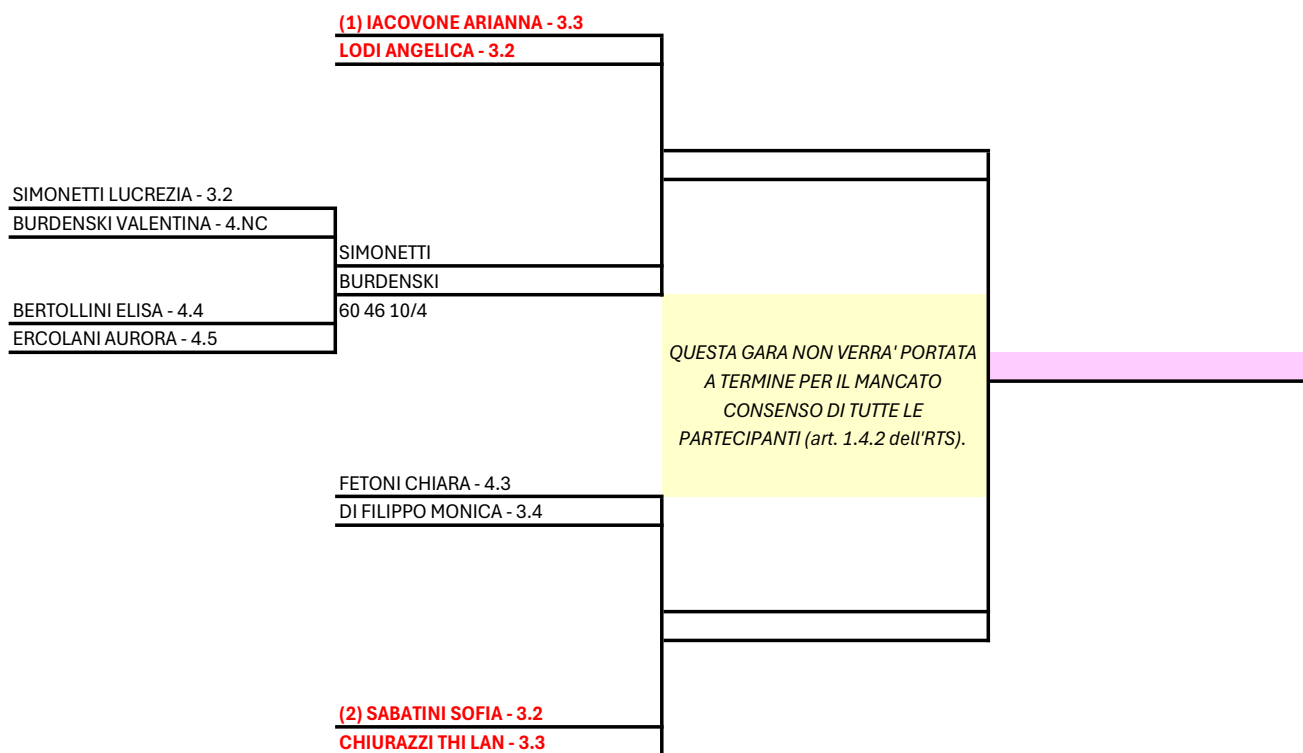 (1) IACOVONE ARIANNA - 3.3
LODI ANGELICA - 3.2
SIMONETTI LUCREZIA - 3.2
BURDENSKI VALENTINA - 4.NC
SIMONETTI
BURDENSKI
60 46 10/4
BERTOLLINI ELISA - 4.4
ERCOLANI AURORA - 4.5
QUESTA GARA NON VERRA' PORTATA
A TERMINE PER IL MANCATO
CONSENSO DI TUTTE LE
PARTECIPANTI (art. 1.4.2 dell'RTS).
FETONI CHIARA - 4.3
DI FILIPPO MONICA - 3.4
(2) SABATINI SOFIA - 3.2
CHIURAZZI THI LAN - 3.3